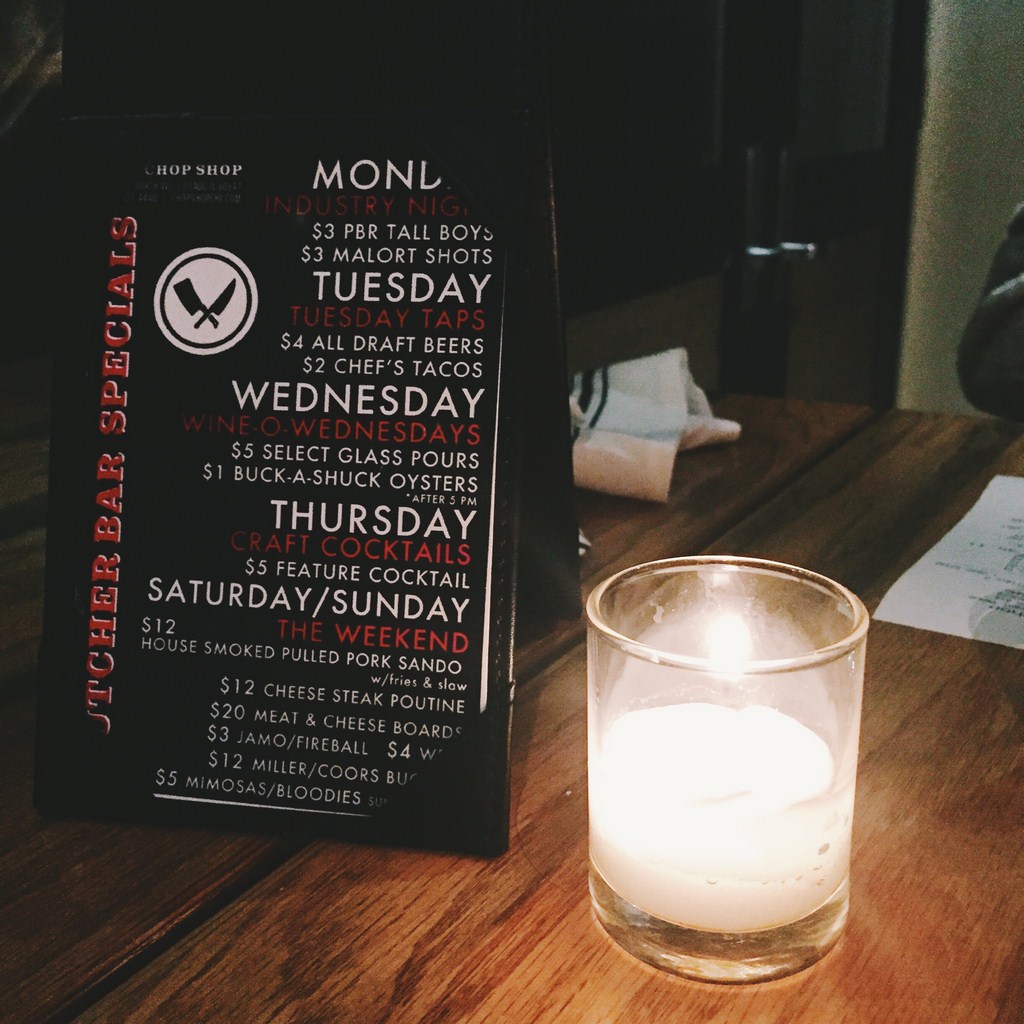 CHOP SHOP
TCHER BAR SPECIALS
MOND
INDUSTRY NIG
$3 PBR TALL BOYS
$3 MALORT SHOTS
TUESDAY
TUESDAY TAPS
$4 ALL DRAFT BEERS
$2 CHEF'S TACOS
WEDNESDAY
WINE-O-WEDNESDAYS
$5 SELECT GLASS POURS
$1 BUCK-A-SHUCK OYSTERS
*AFTER 5 PM
THURSDAY
CRAFT COCKTAILS
$5 FEATURE COCKTAIL
SATURDAY/SUNDAY
THE WEEKEND
$12
HOUSE SMOKED PULLED PORK SANDO
w/fries & slaw
$12 CHEESE STEAK POUTINE
$20 MEAT & CHEESE BOARDS
$3 JAMO/FIREBALL $4 W
$12 MILLER/COORS BUC
$5 MIMOSAS/BLOODIES SU